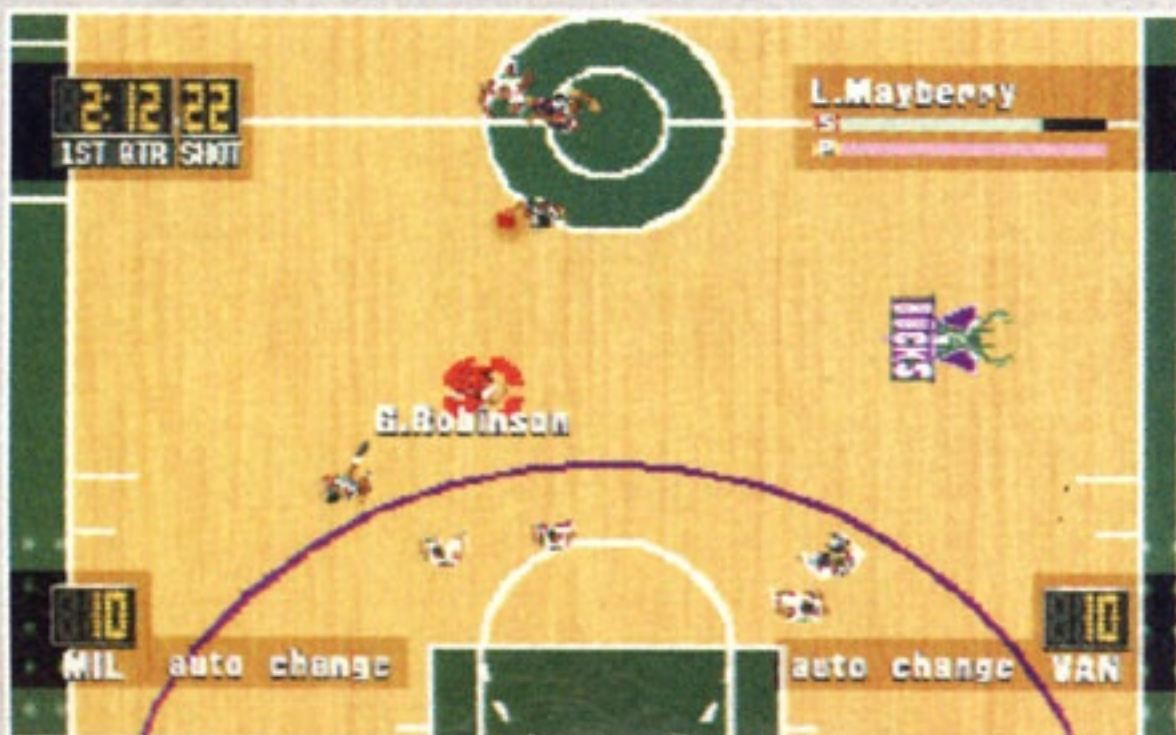 2:12 22
1ST QTR SHOT
L.Mayberry
S
P
BUCKS
G.Robinson
10
MIL
auto change
auto change
10
VAN